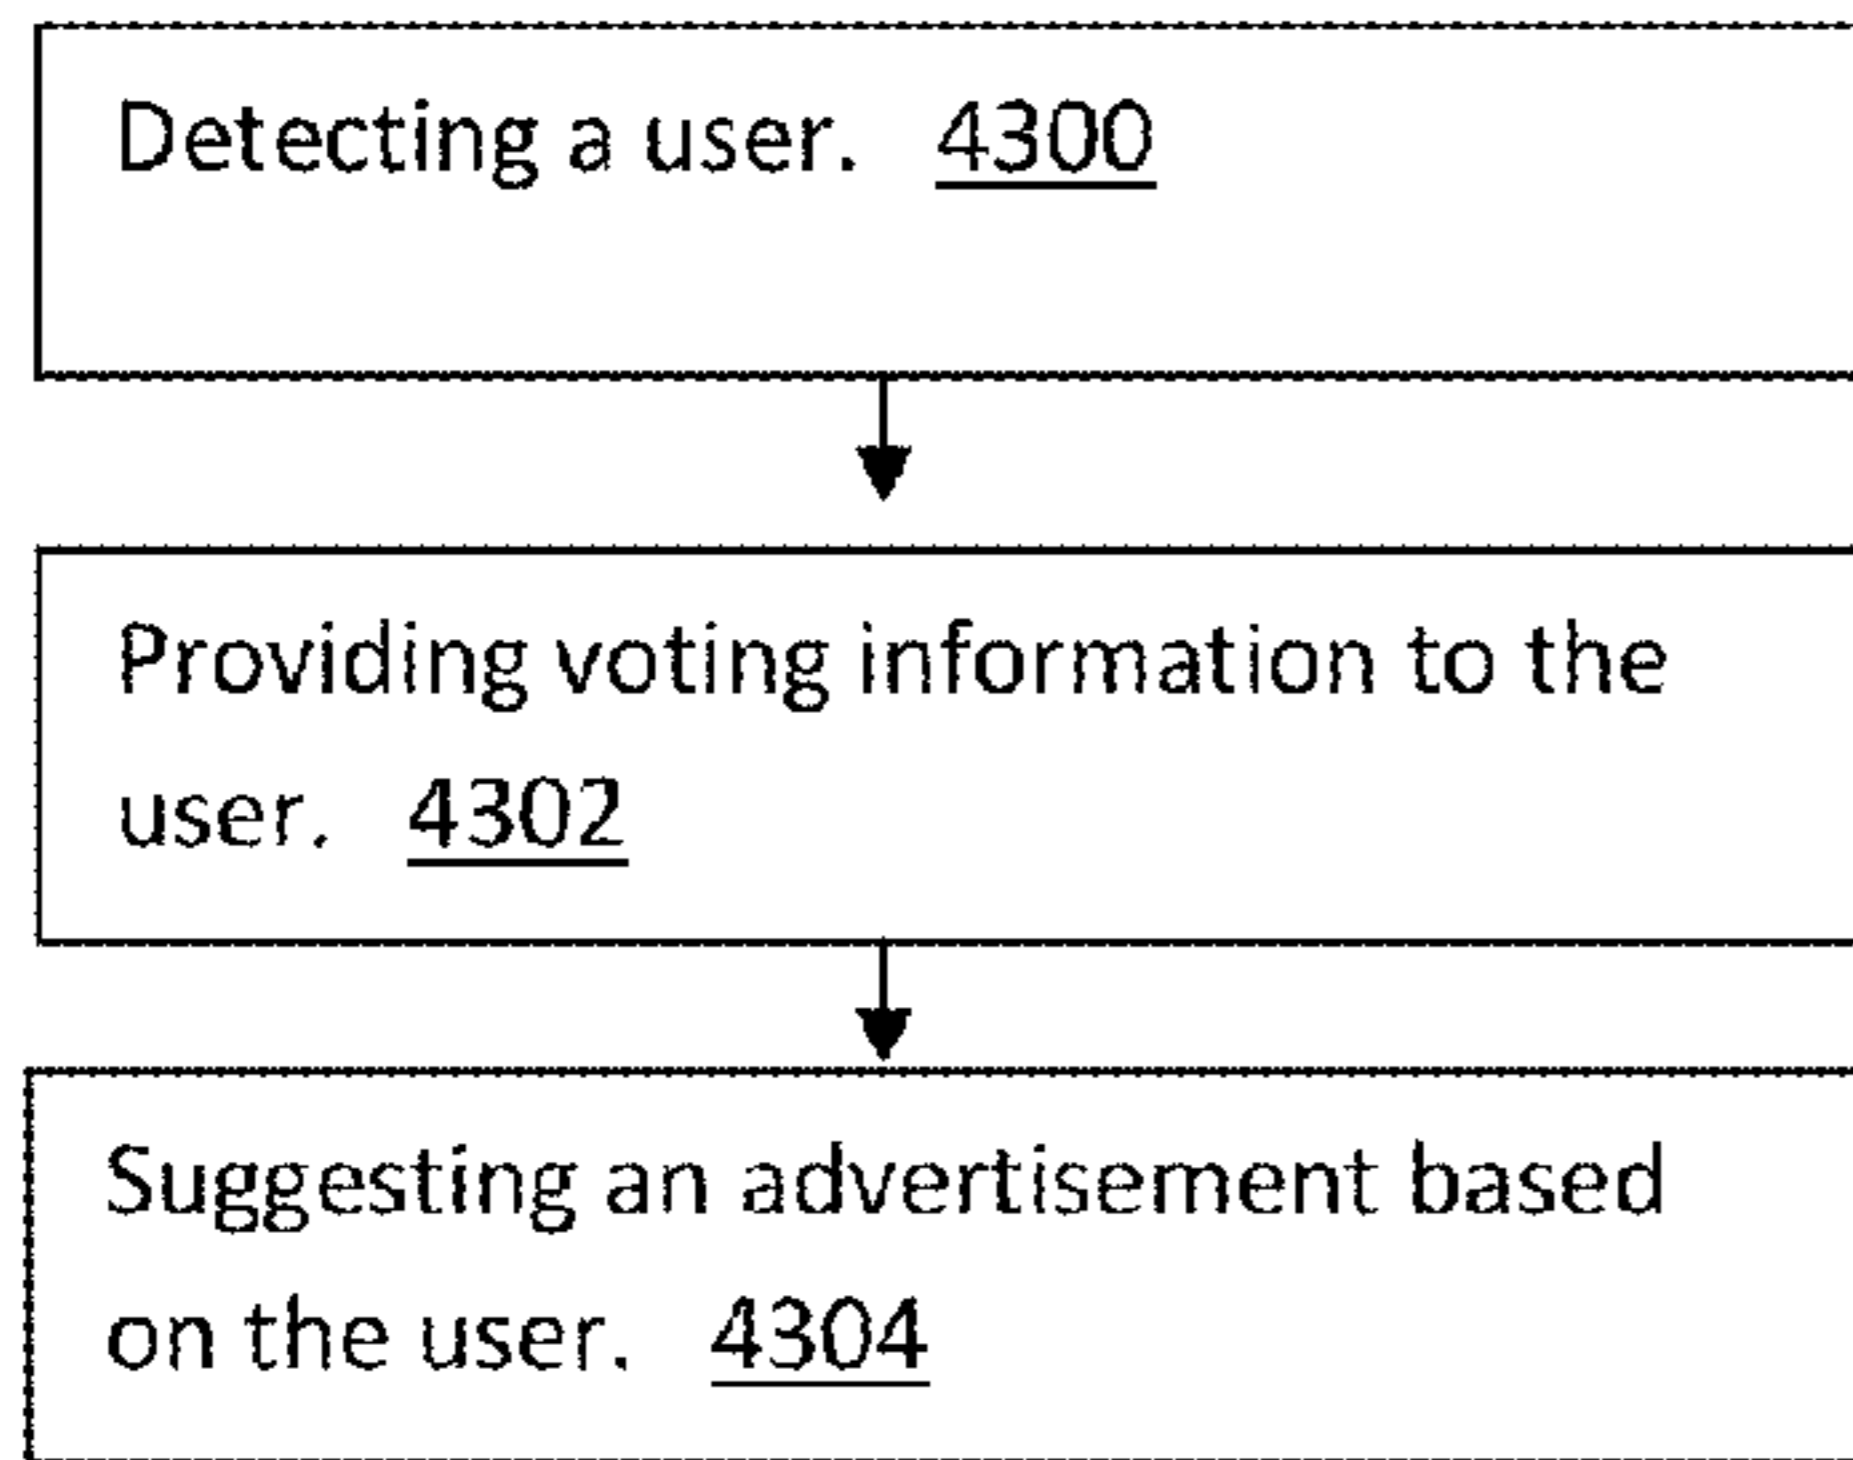 Detecting a user. 4300
Providing voting information to the
user. 4302
Suggesting an advertisement based
on the user. 4304